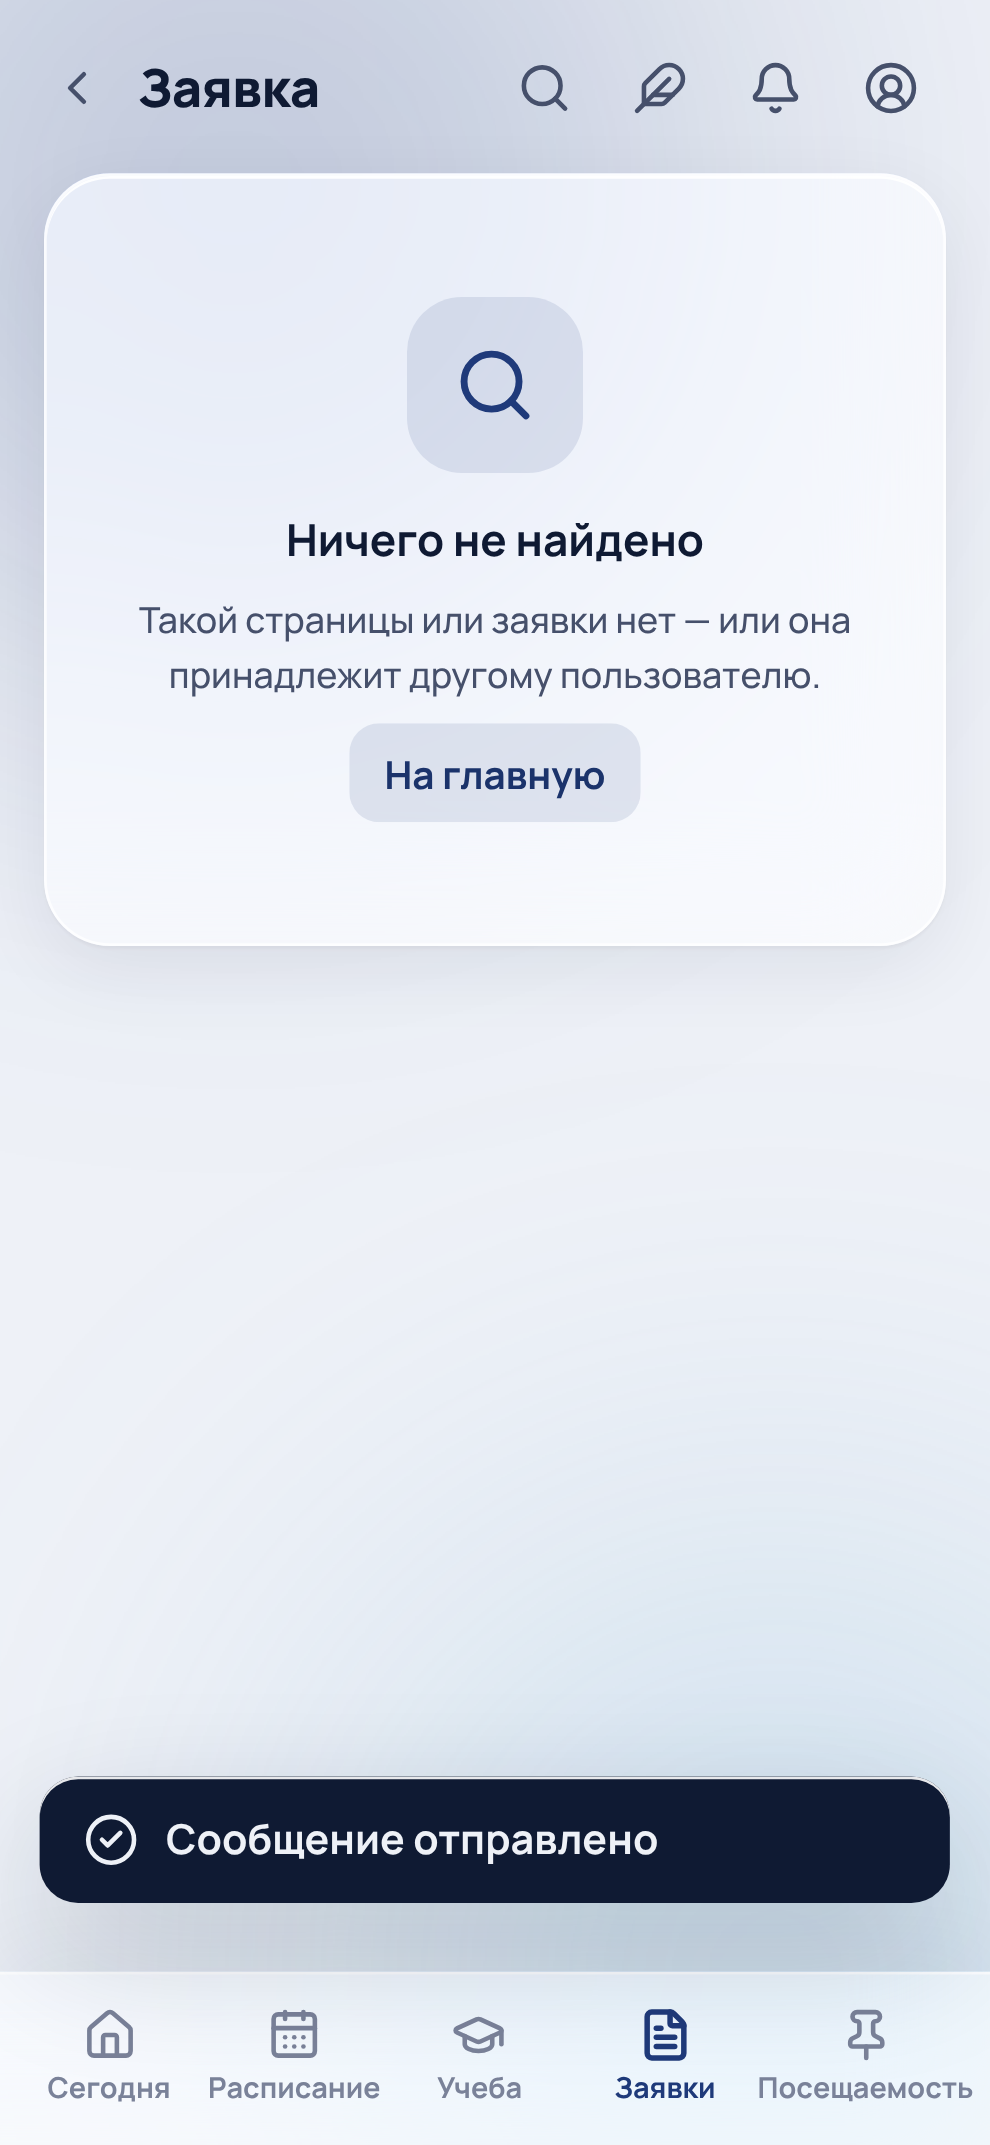 Заявка
Ничего не найдено
Такой страницы или заявки нет — или она
принадлежит другому пользователю.
На главную
Сообщение отправлено
Сегодня
Расписание
Учеба
Заявки
Посещаемость